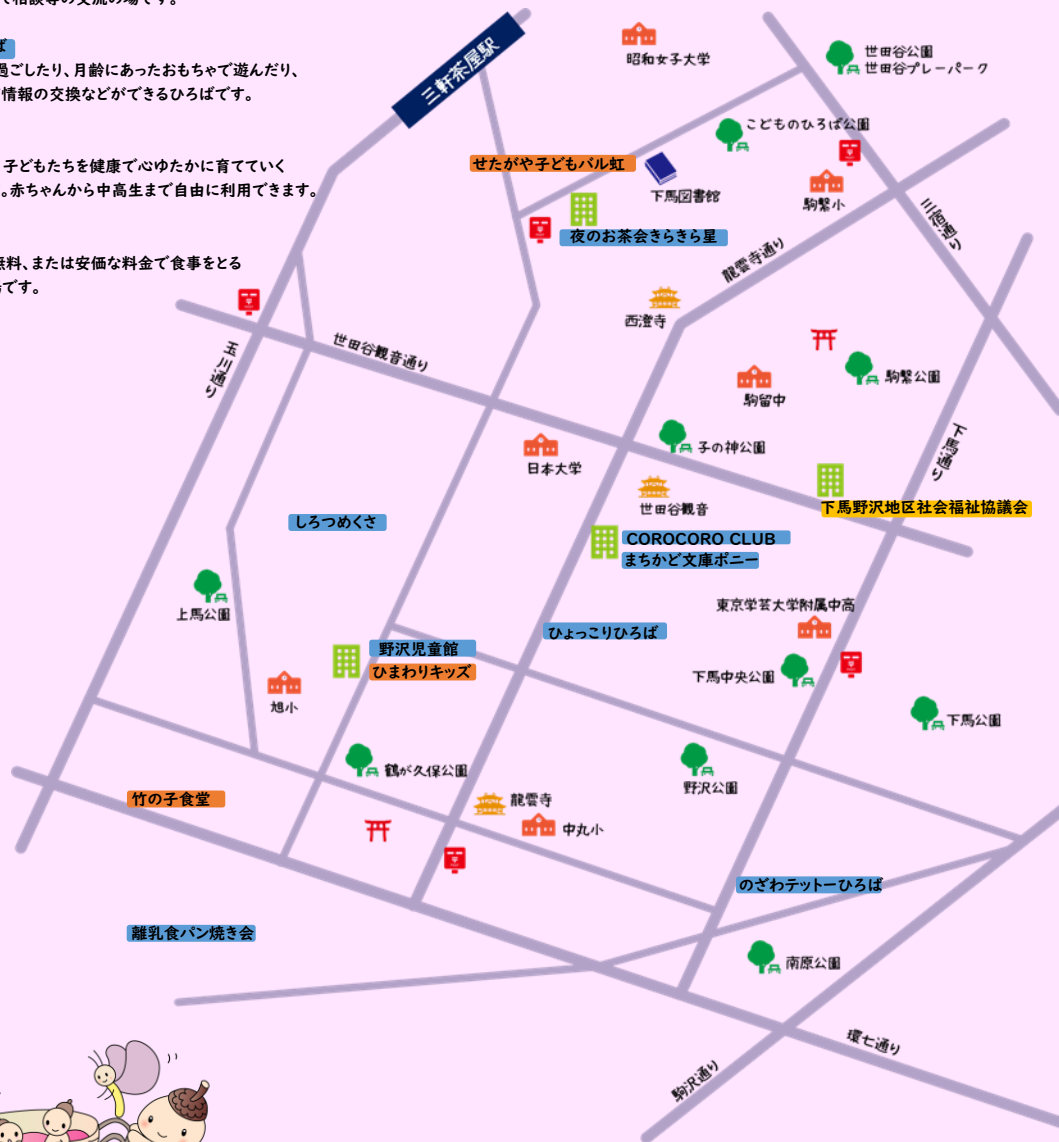 で相談等の交流の場です。
ば
過ごしたり、月齢にあったおもちゃで遊んだり、
情報の交換などができるひろばです。
子どもたちを健康で心ゆたかに育てていく
。赤ちゃんから中高生まで自由に利用できます。
無料、または安価な料金で食事をとる
場です。
三軒茶屋駅
昭和女子大学
世田谷公園
世田谷プレーパーク
こどものひろば公園
せたがや子どもバル虹
下馬図書館
駒繋小
三宿通り
夜のお茶会きらきら星
龍雲寺通り
西澄寺
玉川通り
世田谷観音通り
駒繋公園
駒留中
下馬通り
子の神公園
日本大学
世田谷観音
下馬野沢地区社会福祉協議会
しろつめくさ
COROCORO CLUB
まちかど文庫ポニー
上馬公園
東京学芸大学附属中高
ひょっこりひろば
野沢児童館
ひまわりキッズ
下馬中央公園
旭小
下馬公園
鶴が久保公園
野沢公園
竹の子食堂
龍雲寺
中丸小
のざわテットーひろば
離乳食パン焼き会
南原公園
環七通り
駒沢通り